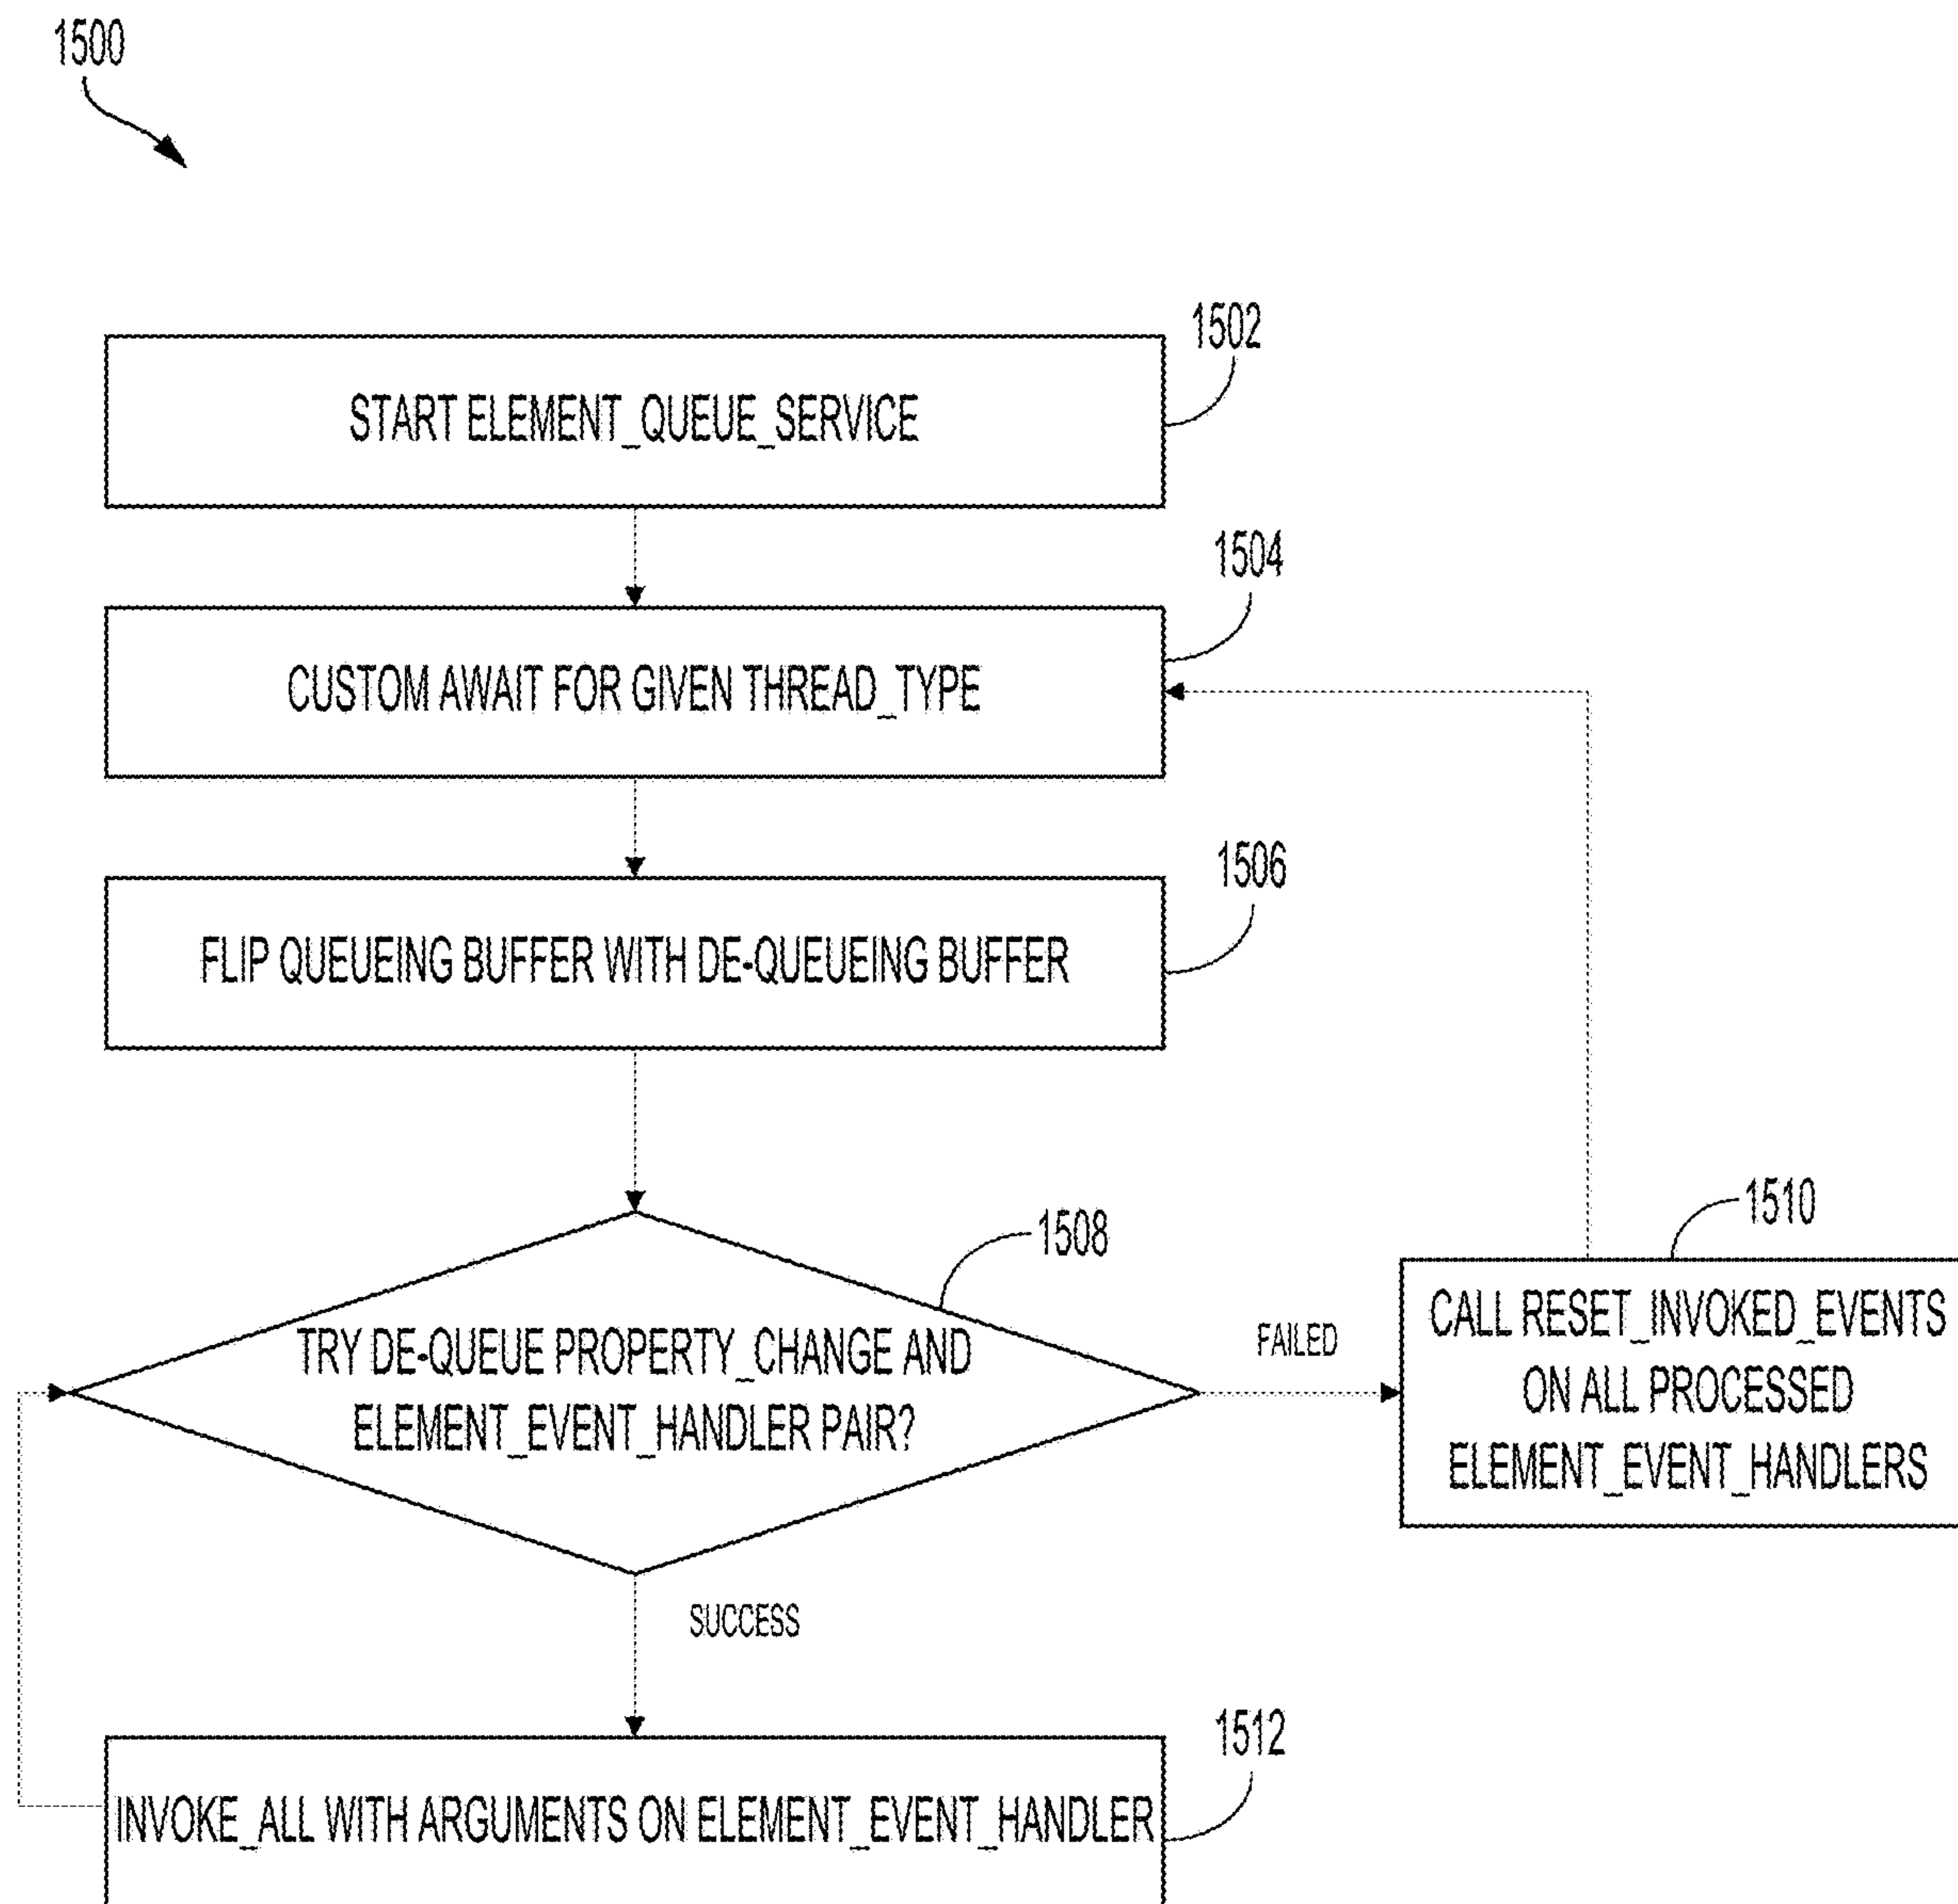 1500
1502
START ELEMENT_QUEUE_SERVICE
1504
CUSTOM AWAIT FOR GIVEN THREAD_TYPE
1506
FLIP QUEUEING BUFFER WITH DE-QUEUEING BUFFER
1508
TRY DE-QUEUE PROPERTY_CHANGE AND
ELEMENT_EVENT_HANDLER PAIR?
FAILED
1510
CALL RESET_INVOKED_EVENTS
ON ALL PROCESSED
ELEMENT_EVENT_HANDLERS
SUCCESS
1512
INVOKE_ALL WITH ARGUMENTS ON ELEMENT_EVENT_HANDLER